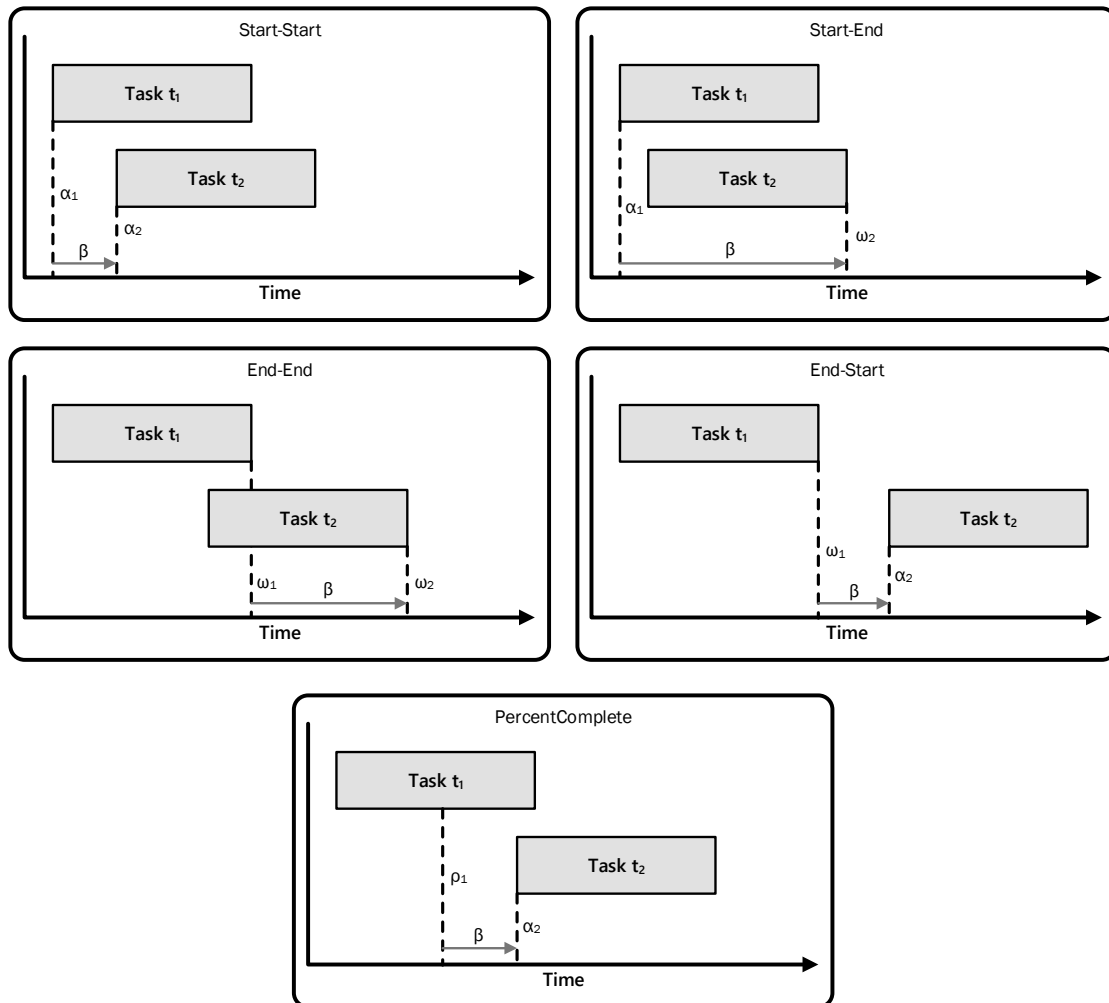 Start-Start
Task t₁
Task t₂
α₁
α₂
β
Time
Start-End
Task t₁
Task t₂
α₁
ω₂
β
Time
End-End
Task t₁
Task t₂
ω₁
β
ω₂
Time
End-Start
Task t₁
Task t₂
ω₁
α₂
β
Time
PercentComplete
Task t₁
Task t₂
ρ₁
α₂
β
Time